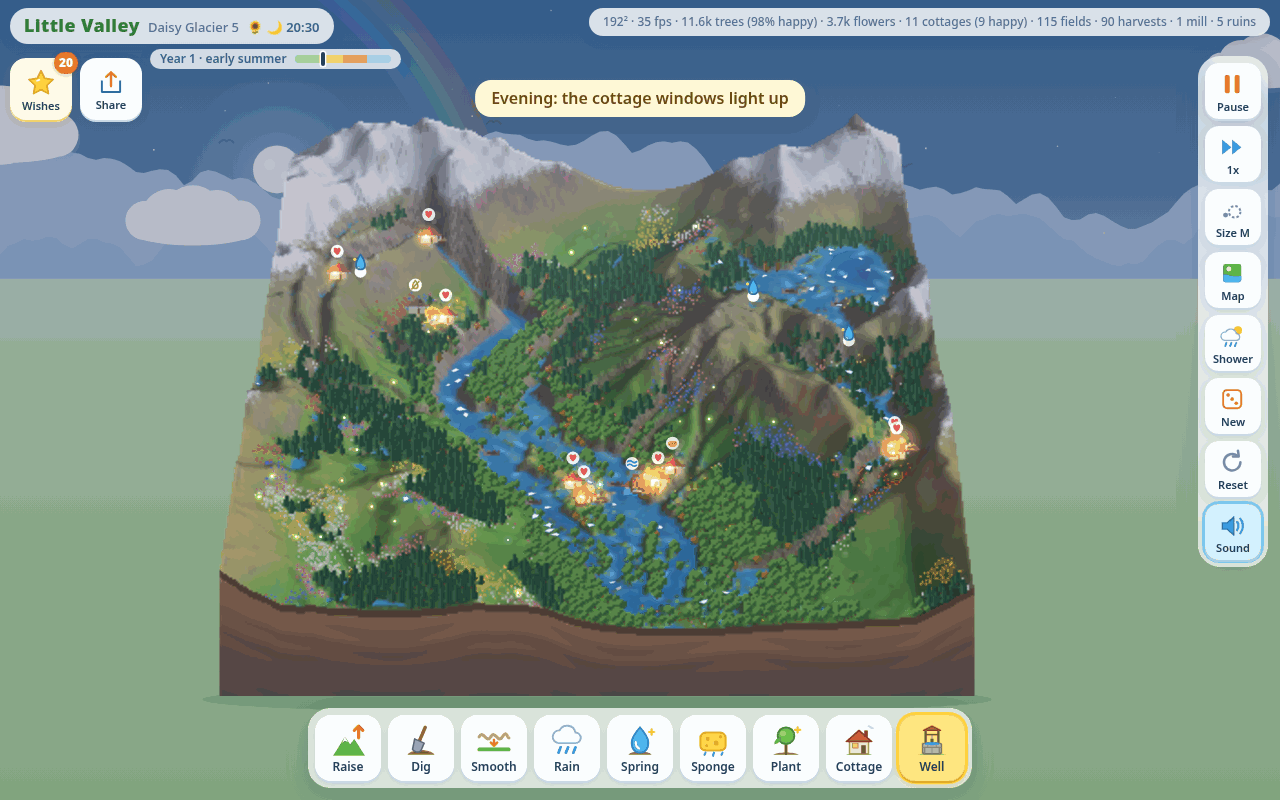 Little Valley Daisy Glacier 5 20:30
192² · 35 fps · 11.6k trees (98% happy) · 3.7k flowers · 11 cottages (9 happy) · 115 fields · 90 harvests · 1 mill · 5 ruins
Year 1 · early summer
20
Wishes
Share
Evening: the cottage windows light up
Pause
1x
Size M
Map
Shower
New
Reset
Sound
Raise
Dig
Smooth
Rain
Spring
Sponge
Plant
Cottage
Well